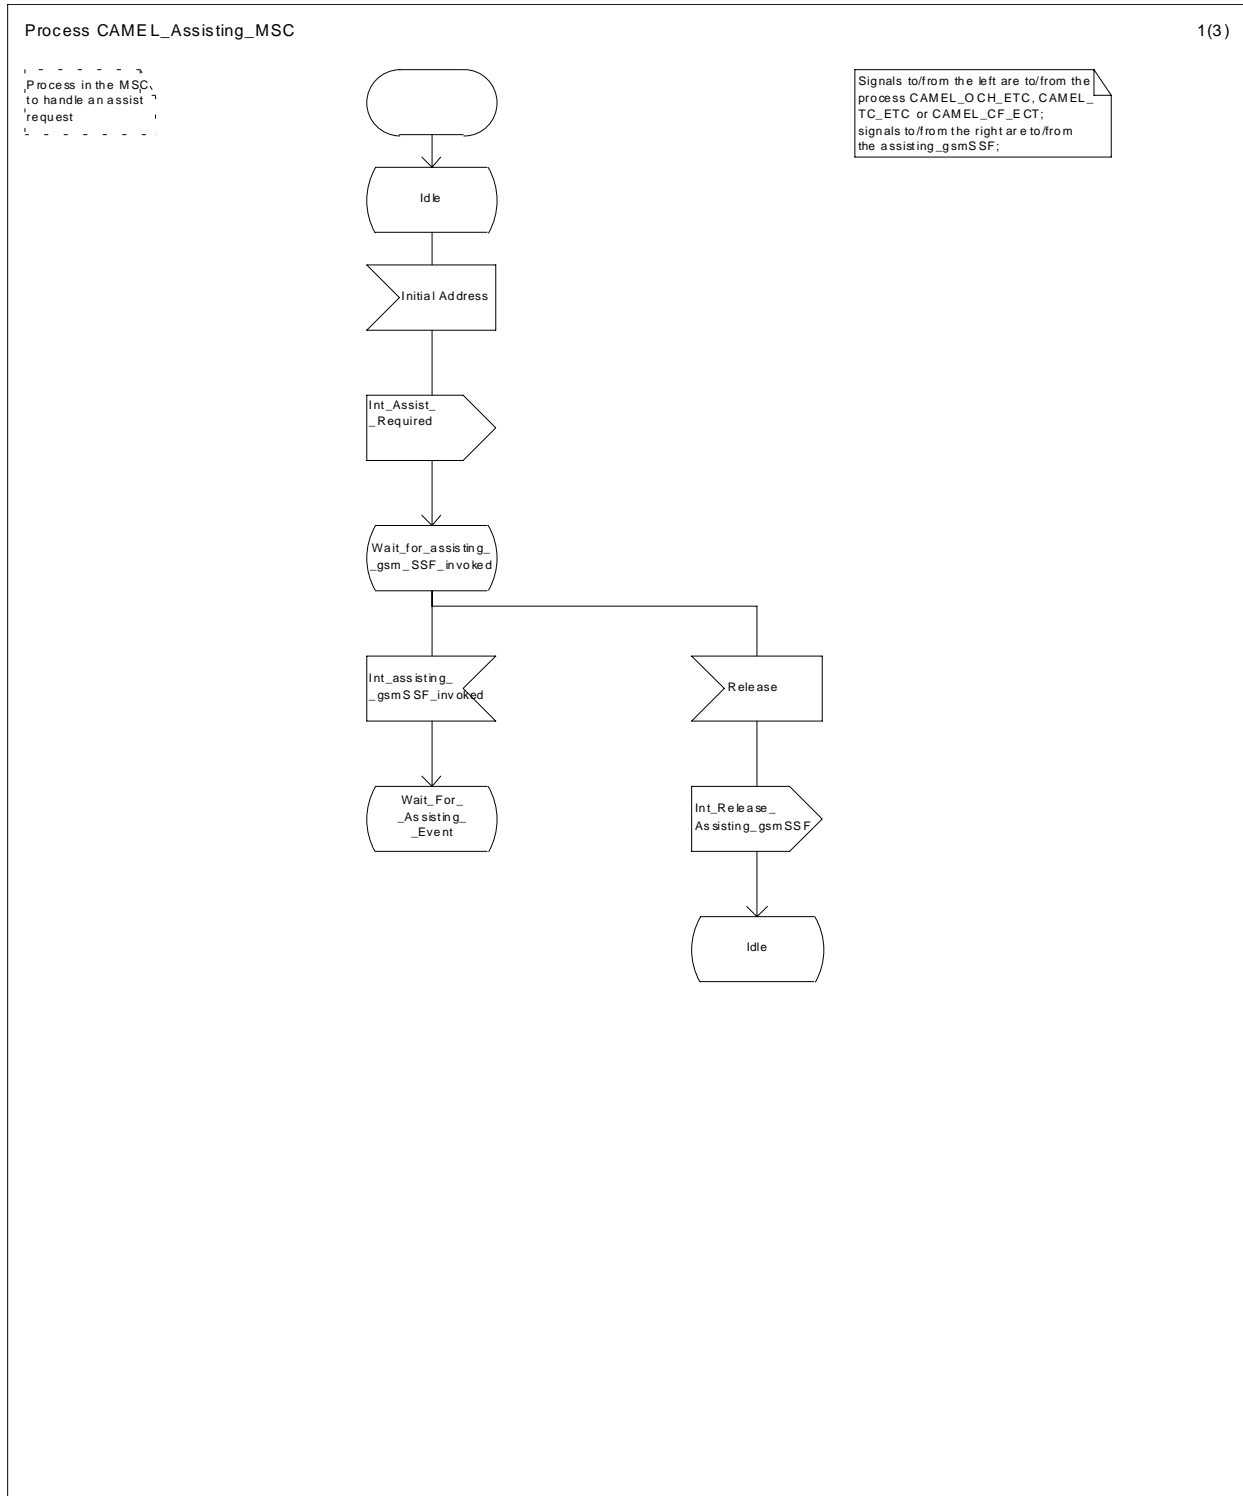 Process CAMEL_Assisting_MSC
1(3)
Process in the MSC
to handle an assist
request
Signals to/from the left are to/from the
process CAMEL_OCH_ETC, CAMEL_
TC_ETC or CAMEL_CF_ECT;
signals to/from the right are to/from
the assisting_gsmSSF;
Idle
Initial Address
Int_Assist_
_Required
Wait_for_assisting_
_gsm_SSF_invoked
Int_assisting_
_gsmSSF_invoked
Release
Wait_For_
_Assisting_
_Event
Int_Release_
Assisting_gsmSSF
Idle